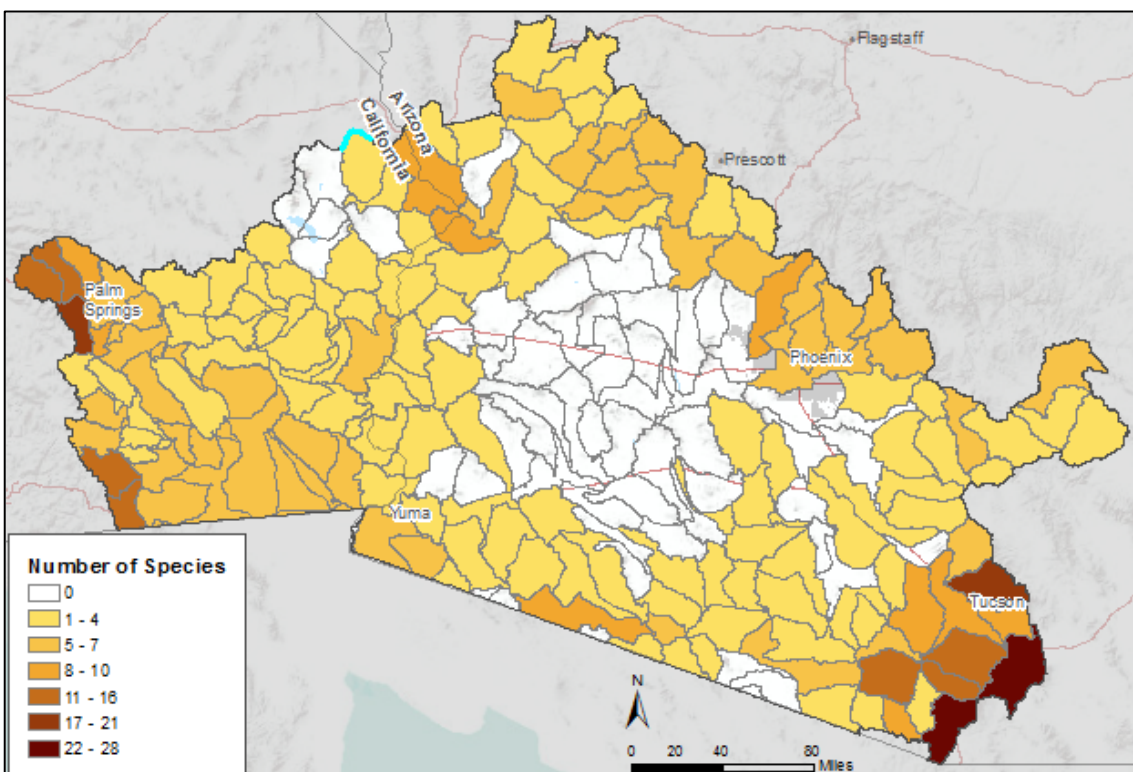 Flagstaff
Arizona
California
Prescott
Palm
Springs
Phoenix
Yuma
Tucson
Number of Species
0
1 - 4
5 - 7
8 - 10
11 - 16
17 - 21
22 - 28
N
0 20 40 80
Miles